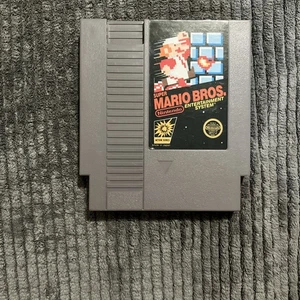 SUPER
MARIO BROS.
Nintendo
ENTERTAINMENT
SYSTEM